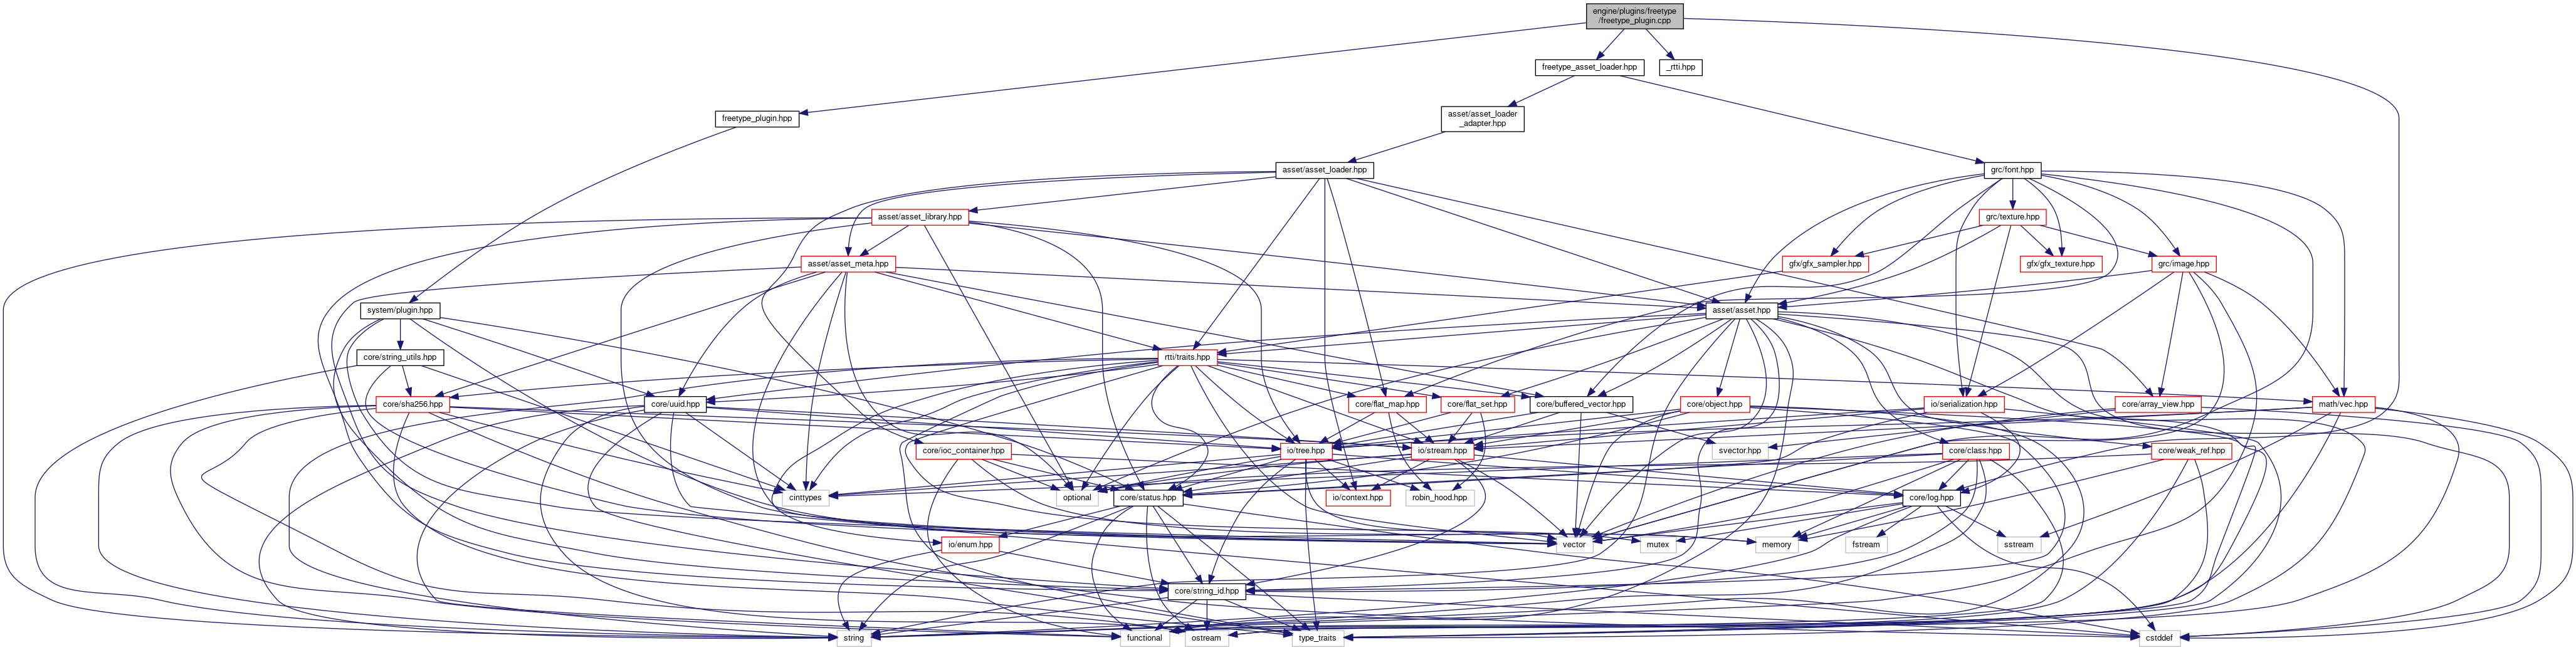 engine/plugins/freetype
/freetype_plugin.cpp
freetype_asset_loader.hpp
_rtti.hpp
freetype_plugin.hpp
asset/asset_loader
_adapter.hpp
asset/asset_loader.hpp
grc/font.hpp
asset/asset_library.hpp
grc/texture.hpp
asset/asset_meta.hpp
gfx/gfx_sampler.hpp
gfx/gfx_texture.hpp
grc/image.hpp
system/plugin.hpp
asset/asset.hpp
core/string_utils.hpp
rtti/traits.hpp
core/sha256.hpp
core/uuid.hpp
core/flat_map.hpp
core/flat_set.hpp
core/buffered_vector.hpp
core/object.hpp
io/serialization.hpp
core/array_view.hpp
math/vec.hpp
core/ioc_container.hpp
io/tree.hpp
io/stream.hpp
svector.hpp
core/class.hpp
core/weak_ref.hpp
cinttypes
optional
core/status.hpp
io/context.hpp
robin_hood.hpp
core/log.hpp
io/enum.hpp
vector
mutex
memory
fstream
sstream
core/string_id.hpp
string
functional
ostream
type_traits
cstddef